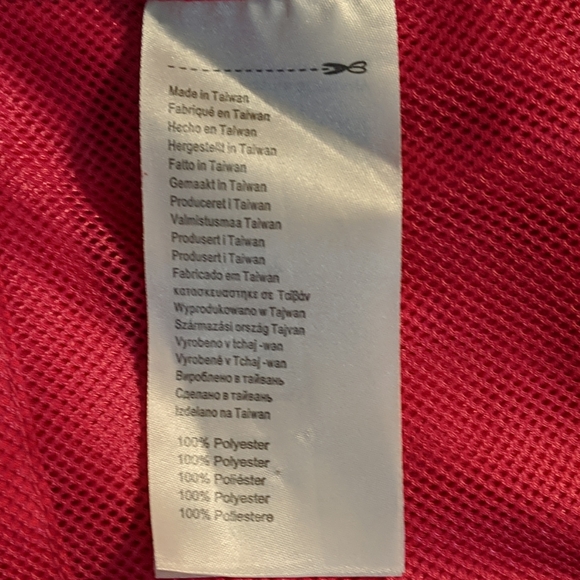 Made in Taiwan
Fabriqué en Taiwan
Hecho en Taiwan
Hergestellt in Taiwan
Fatto in Taiwan
Gemaakt in Taiwan
Produceret i Taiwan
Valmistusmaa Taiwan
Produsert i Taiwan
Produsert i Taiwan
Fabricado em Taiwan
κατασκευαστηκε σε Ταϊβάν
Wyprodukowano w Tajwan
Származási ország Tajvan
Vyrobeno v tchaj -wan
Vyrobené v Tchaj -wan
Вироблено в тайвань
Сделано в тайвань
Izdelano na Taiwan
100% Polyester
100% Polyester
100% Poliéster
100% Polyester
100% Poliestere